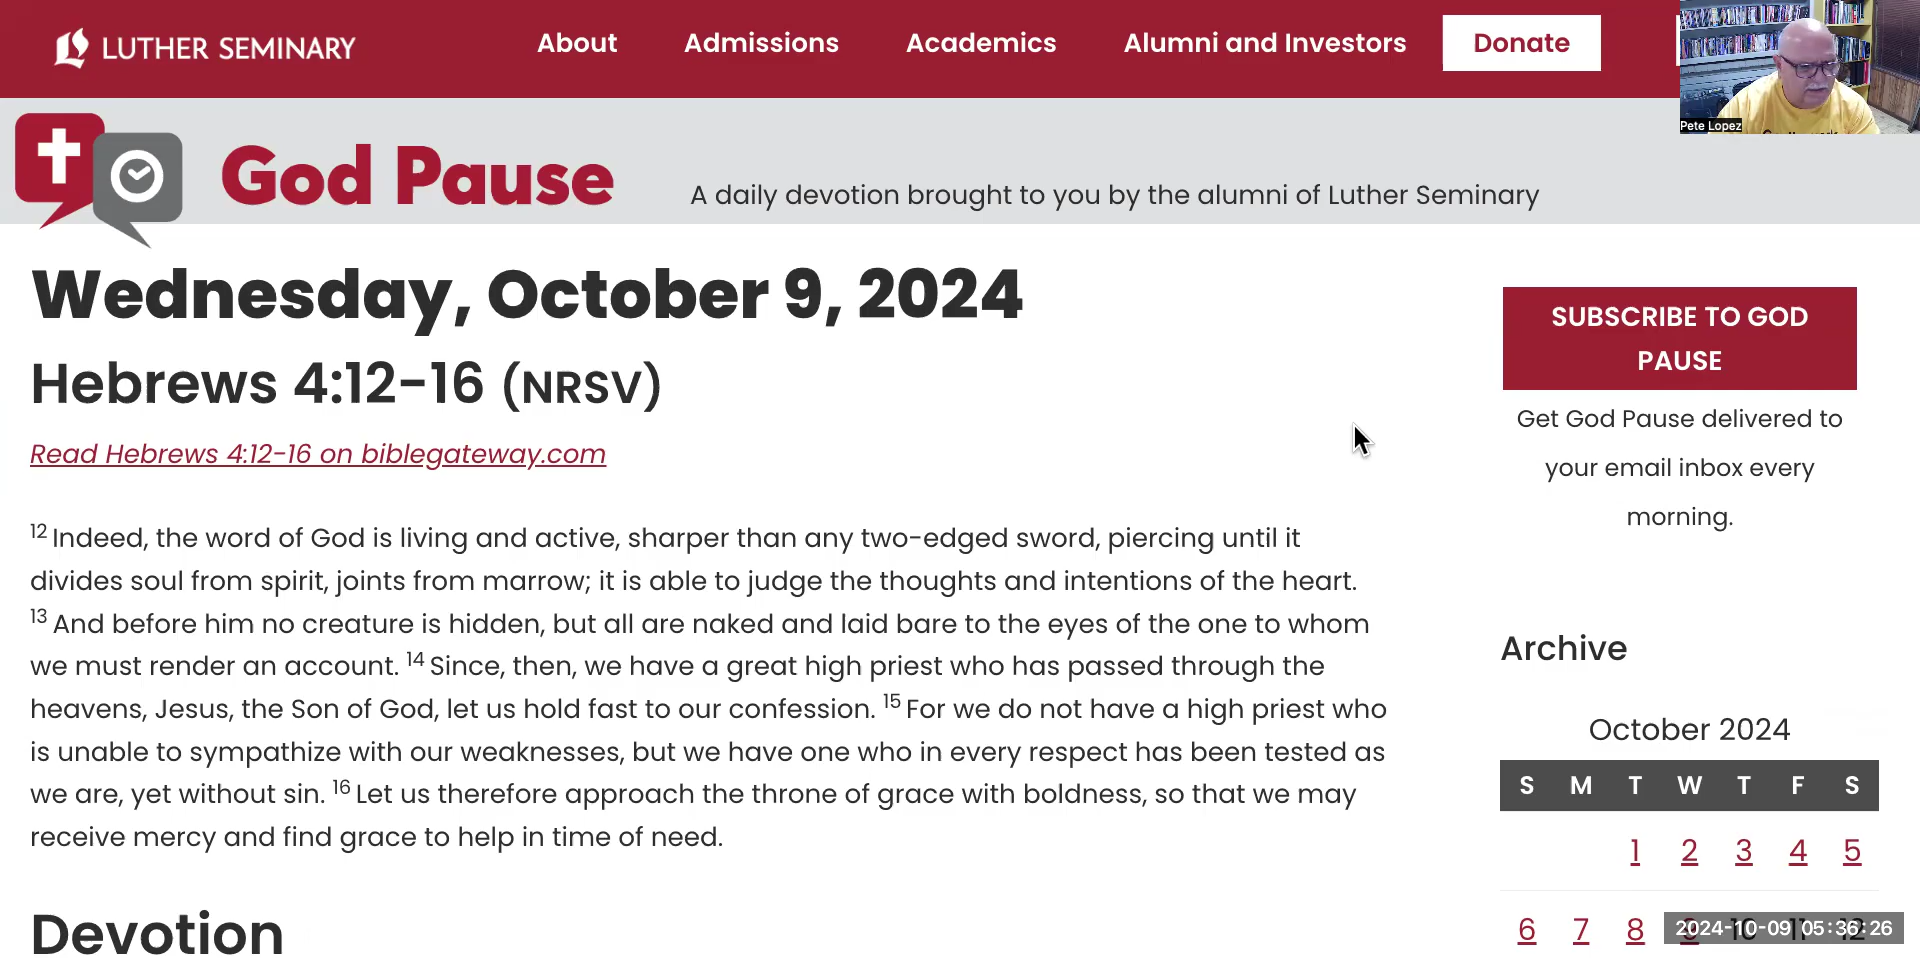 LUTHER SEMINARY
About Admissions Academics Alumni and Investors Donate
Pete Lopez
God Pause
A daily devotion brought to you by the alumni of Luther Seminary
Wednesday, October 9, 2024
Hebrews 4:12-16 (NRSV)
Read Hebrews 4:12-16 on biblegateway.com
12 Indeed, the word of God is living and active, sharper than any two-edged sword, piercing until it
divides soul from spirit, joints from marrow; it is able to judge the thoughts and intentions of the heart.
13 And before him no creature is hidden, but all are naked and laid bare to the eyes of the one to whom
we must render an account. 14 Since, then, we have a great high priest who has passed through the
heavens, Jesus, the Son of God, let us hold fast to our confession. 15 For we do not have a high priest who
is unable to sympathize with our weaknesses, but we have one who in every respect has been tested as
we are, yet without sin. 16 Let us therefore approach the throne of grace with boldness, so that we may
receive mercy and find grace to help in time of need.
Devotion
SUBSCRIBE TO GOD
PAUSE
Get God Pause delivered to
your email inbox every
morning.
Archive
October 2024
S M T W T F S
1 2 3 4 5
6 7 8 9 10 11 12
2024-10-09 05:36:26